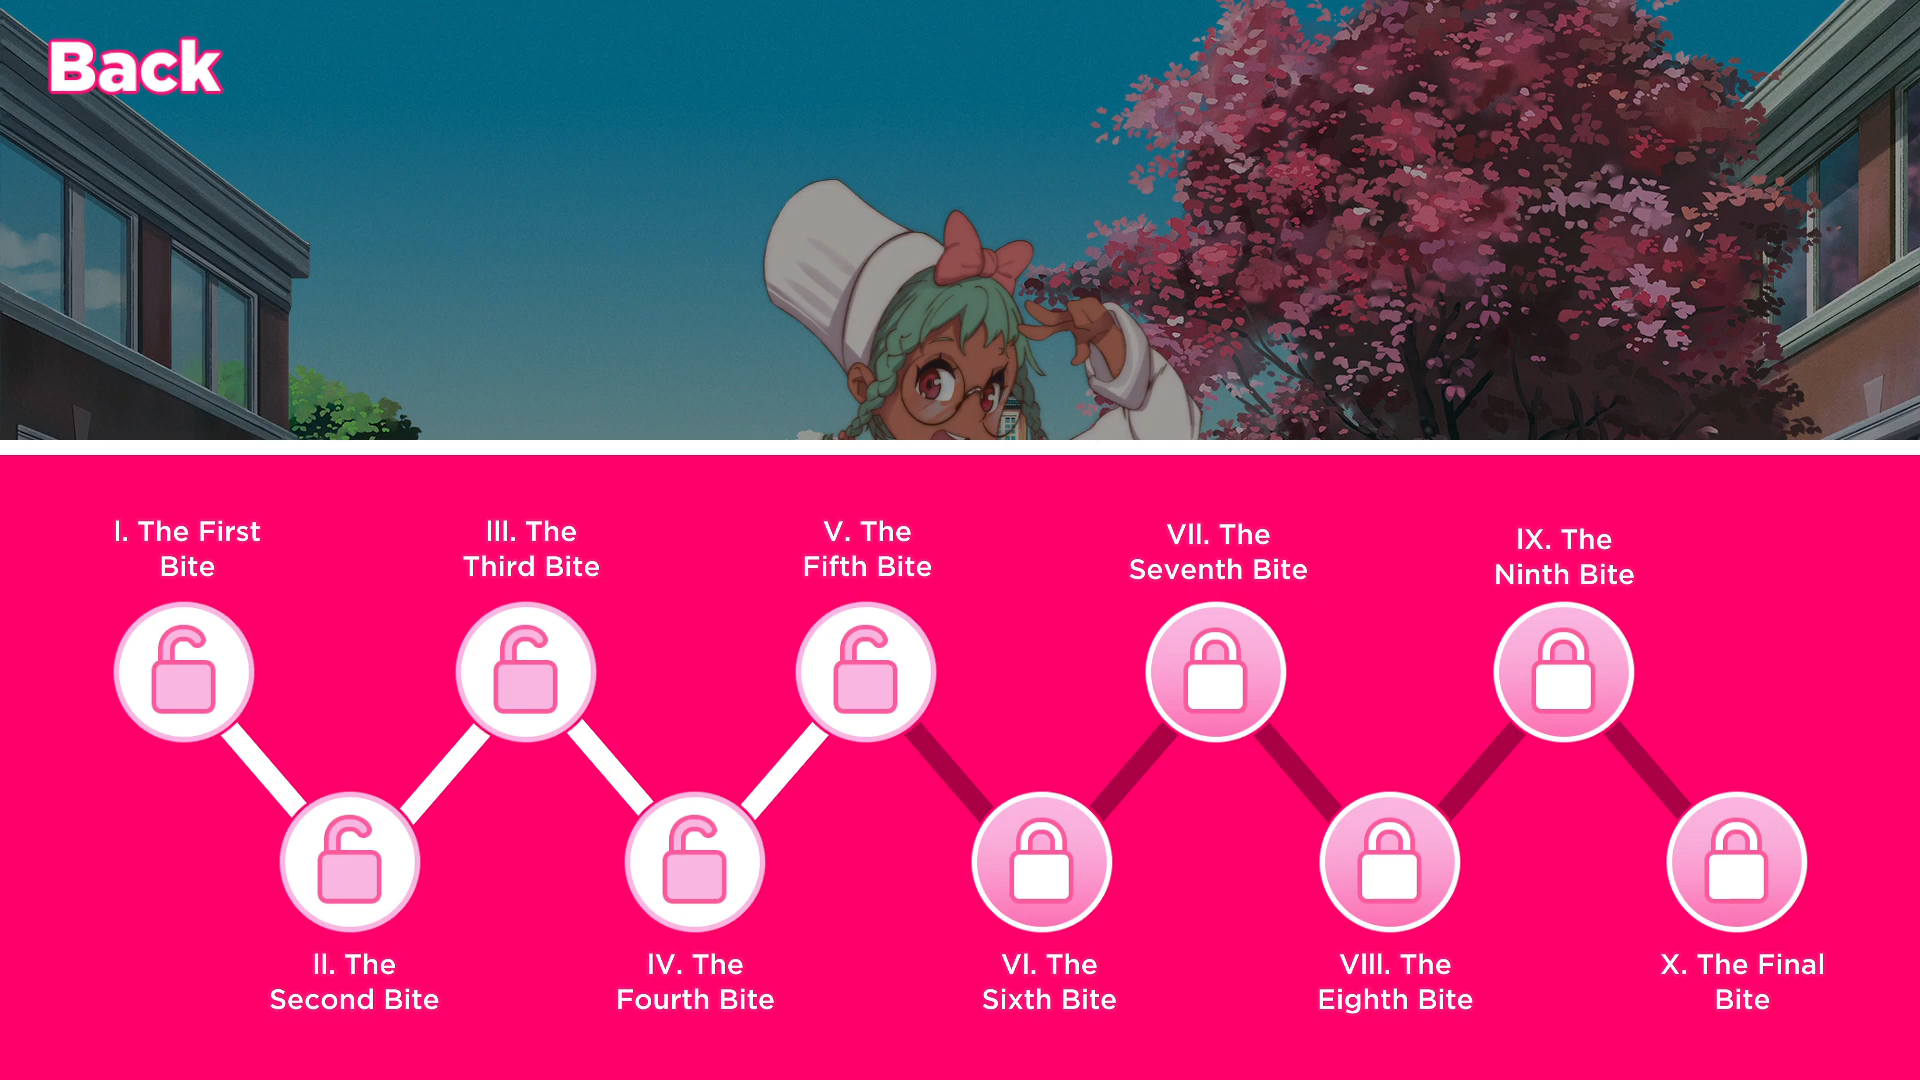 Back
I. The First
Bite
III. The
Third Bite
V. The
Fifth Bite
VII. The
Seventh Bite
IX. The
Ninth Bite
II. The
Second Bite
IV. The
Fourth Bite
VI. The
Sixth Bite
VIII. The
Eighth Bite
X. The Final
Bite